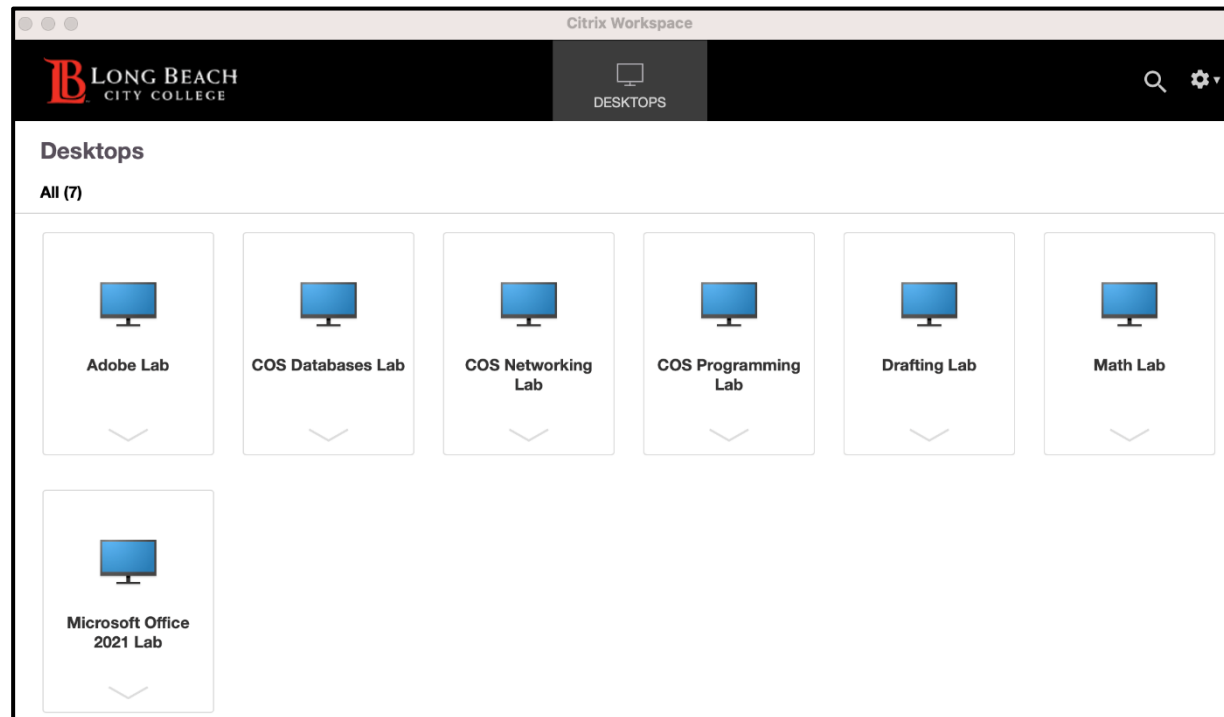 Citrix Workspace
LONG BEACH
CITY COLLEGE
DESKTOPS
Desktops
All (7)
Adobe Lab
COS Databases Lab
COS Networking
Lab
COS Programming
Lab
Drafting Lab
Math Lab
Microsoft Office
2021 Lab